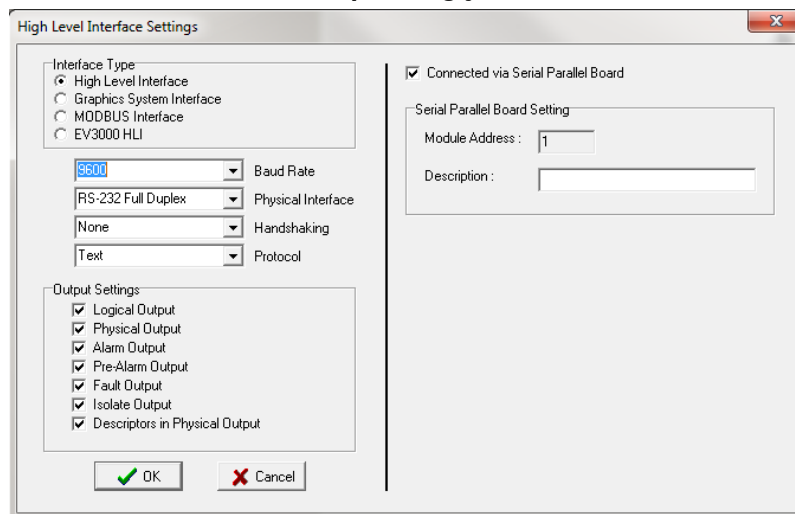 High Level Interface Settings
Interface Type
High Level Interface
Graphics System Interface
MODBUS Interface
EV3000 HLI
9600 Baud Rate
RS-232 Full Duplex Physical Interface
None Handshaking
Text Protocol
Output Settings
Logical Output
Physical Output
Alarm Output
Pre-Alarm Output
Fault Output
Isolate Output
Descriptors in Physical Output
OK Cancel
Connected via Serial Parallel Board
Serial Parallel Board Setting
Module Address : 1
Description :